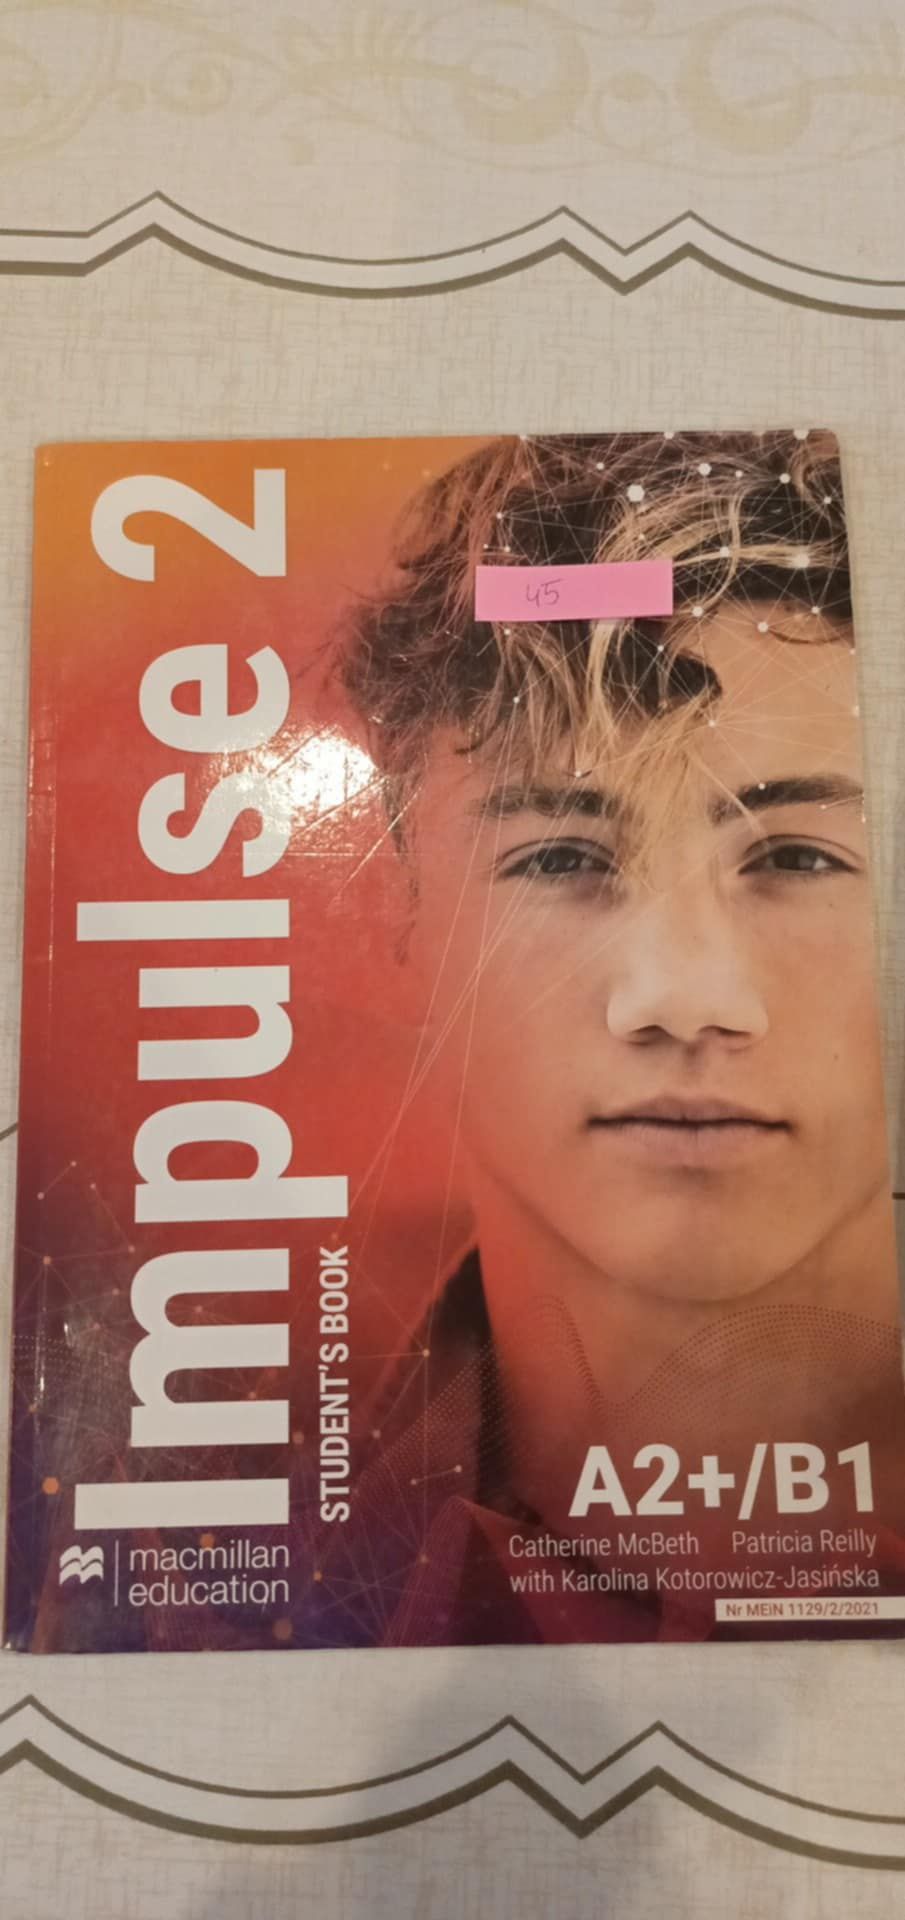 Impulse 2
STUDENT'S BOOK
45
macmillan
education
A2+/B1
Catherine McBeth Patricia Reilly
with Karolina Kotorowicz-Jasińska
Nr MEiN 1129/2/2021